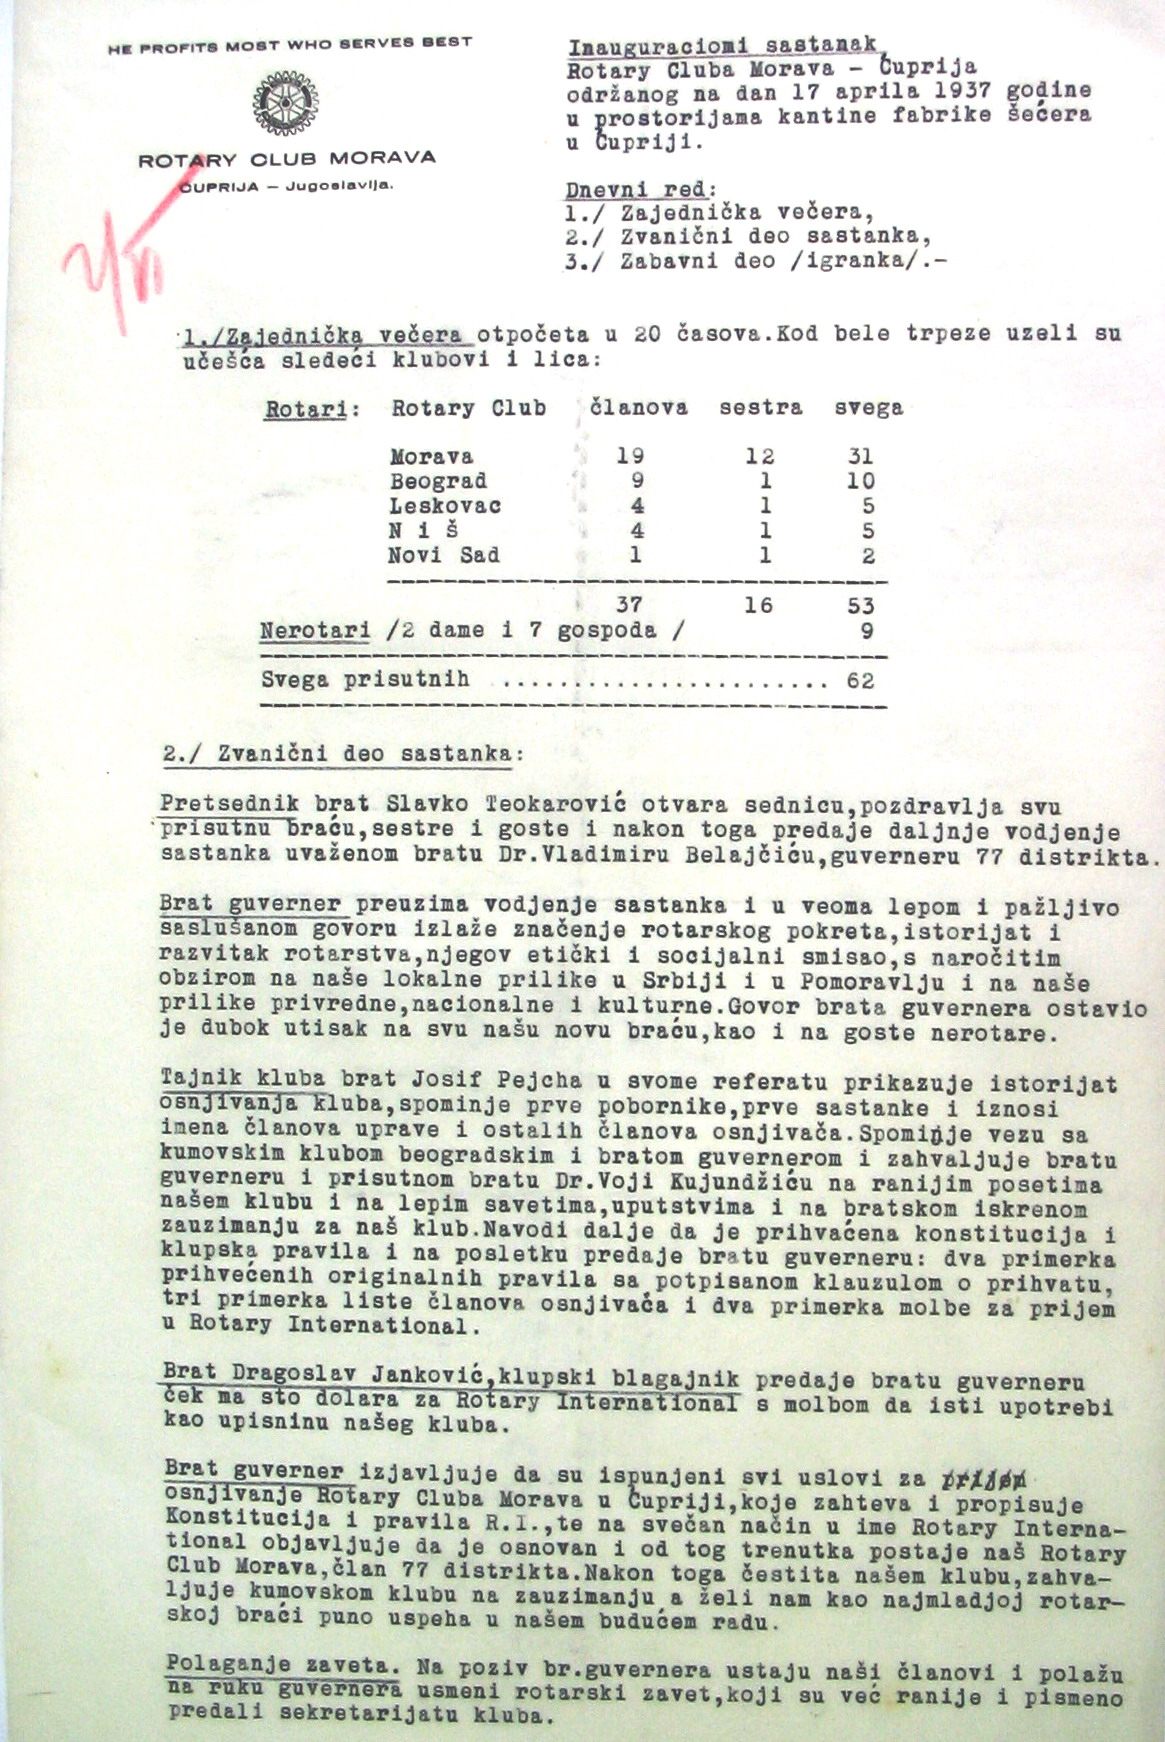 HE PROFITS MOST WHO SERVES BEST
ROTARY CLUB MORAVA
ĆUPRIJA — Jugoslavija.
Inauguracioni sastanak
Rotary Cluba Morava - Ćuprija
održanog na dan 17 aprila 1937 godine
u prostorijama kantine fabrike šećera
u Ćupriji.
Dnevni red:
1./ Zajednička večera,
2./ Zvanični deo sastanka,
3./ Zabavni deo /igranka/.-
1./Zajednička večera otpočeta u 20 časova.Kod bele trpeze uzeli su
učešća sledeći klubovi i lica:
Rotari: Rotary Club članova sestra svega
Morava 19 12 31
Beograd 9 1 10
Leskovac 4 1 5
N i š 4 1 5
Novi Sad 1 1 2
37 16 53
Nerotari /2 dame i 7 gospoda / 9
Svega prisutnih ....................... 62
2./ Zvanični deo sastanka:
Pretsednik brat Slavko Teokarović otvara sednicu,pozdravlja svu
prisutnu braću,sestre i goste i nakon toga predaje daljnje vodjenje
sastanka uvaženom bratu Dr.Vladimiru Belajčiću,guverneru 77 distrikta.
Brat guverner preuzima vodjenje sastanka i u veoma lepom i pažljivo
saslušanom govoru izlaže značenje rotarskog pokreta,istorijat i
razvitak rotarstva,njegov etički i socijalni smisao,s naročitim
obzirom na naše lokalne prilike u Srbiji i u Pomoravlju i na naše
prilike privredne,nacionalne i kulturne.Govor brata guvernera ostavio
je dubok utisak na svu našu novu braću,kao i na goste nerotare.
Tajnik kluba brat Josif Pejcha u svome referatu prikazuje istorijat
osnjivanja kluba,spominje prve pobornike,prve sastanke i iznosi
imena članova uprave i ostalih članova osnjivača.Spominje vezu sa
kumovskim klubom beogradskim i bratom guvernerom i zahvaljuje bratu
guverneru i prisutnom bratu Dr.Voji Kujundžiću na ranijim posetima
našem klubu i na lepim savetima,uputstvima i na bratskom iskrenom
zauzimanju za naš klub.Navodi dalje da je prihvaćena konstitucija i
klupska pravila i na posletku predaje bratu guverneru: dva primerka
prihvećenih originalnih pravila sa potpisanom klauzulom o prihvatu,
tri primerka liste članova osnjivača i dva primerka molbe za prijem
u Rotary International.
Brat Dragoslav Janković,klupski blagajnik predaje bratu guverneru
ček na sto dolara za Rotary International s molbom da isti upotrebi
kao upisninu našeg kluba.
Brat guverner izjavljuje da su ispunjeni svi uslovi za
osnjivanje Rotary Cluba Morava u Ćupriji,koje zahteva i propisuje
Konstitucija i pravila R.I.,te na svečan način u ime Rotary Interna-
tional objavljuje da je osnovan i od tog trenutka postaje naš Rotary
Club Morava,član 77 distrikta.Nakon toga čestita našem klubu,zahva-
ljuje kumovskom klubu na zauzimanju a želi nam kao najmladjoj rotar-
skoj braći puno uspeha u našem budućem radu.
Polaganje zaveta. Na poziv br.guvernera ustaju naši članovi i polažu
na ruku guvernera usmeni rotarski zavet,koji su već ranije i pismeno
predali sekretarijatu kluba.